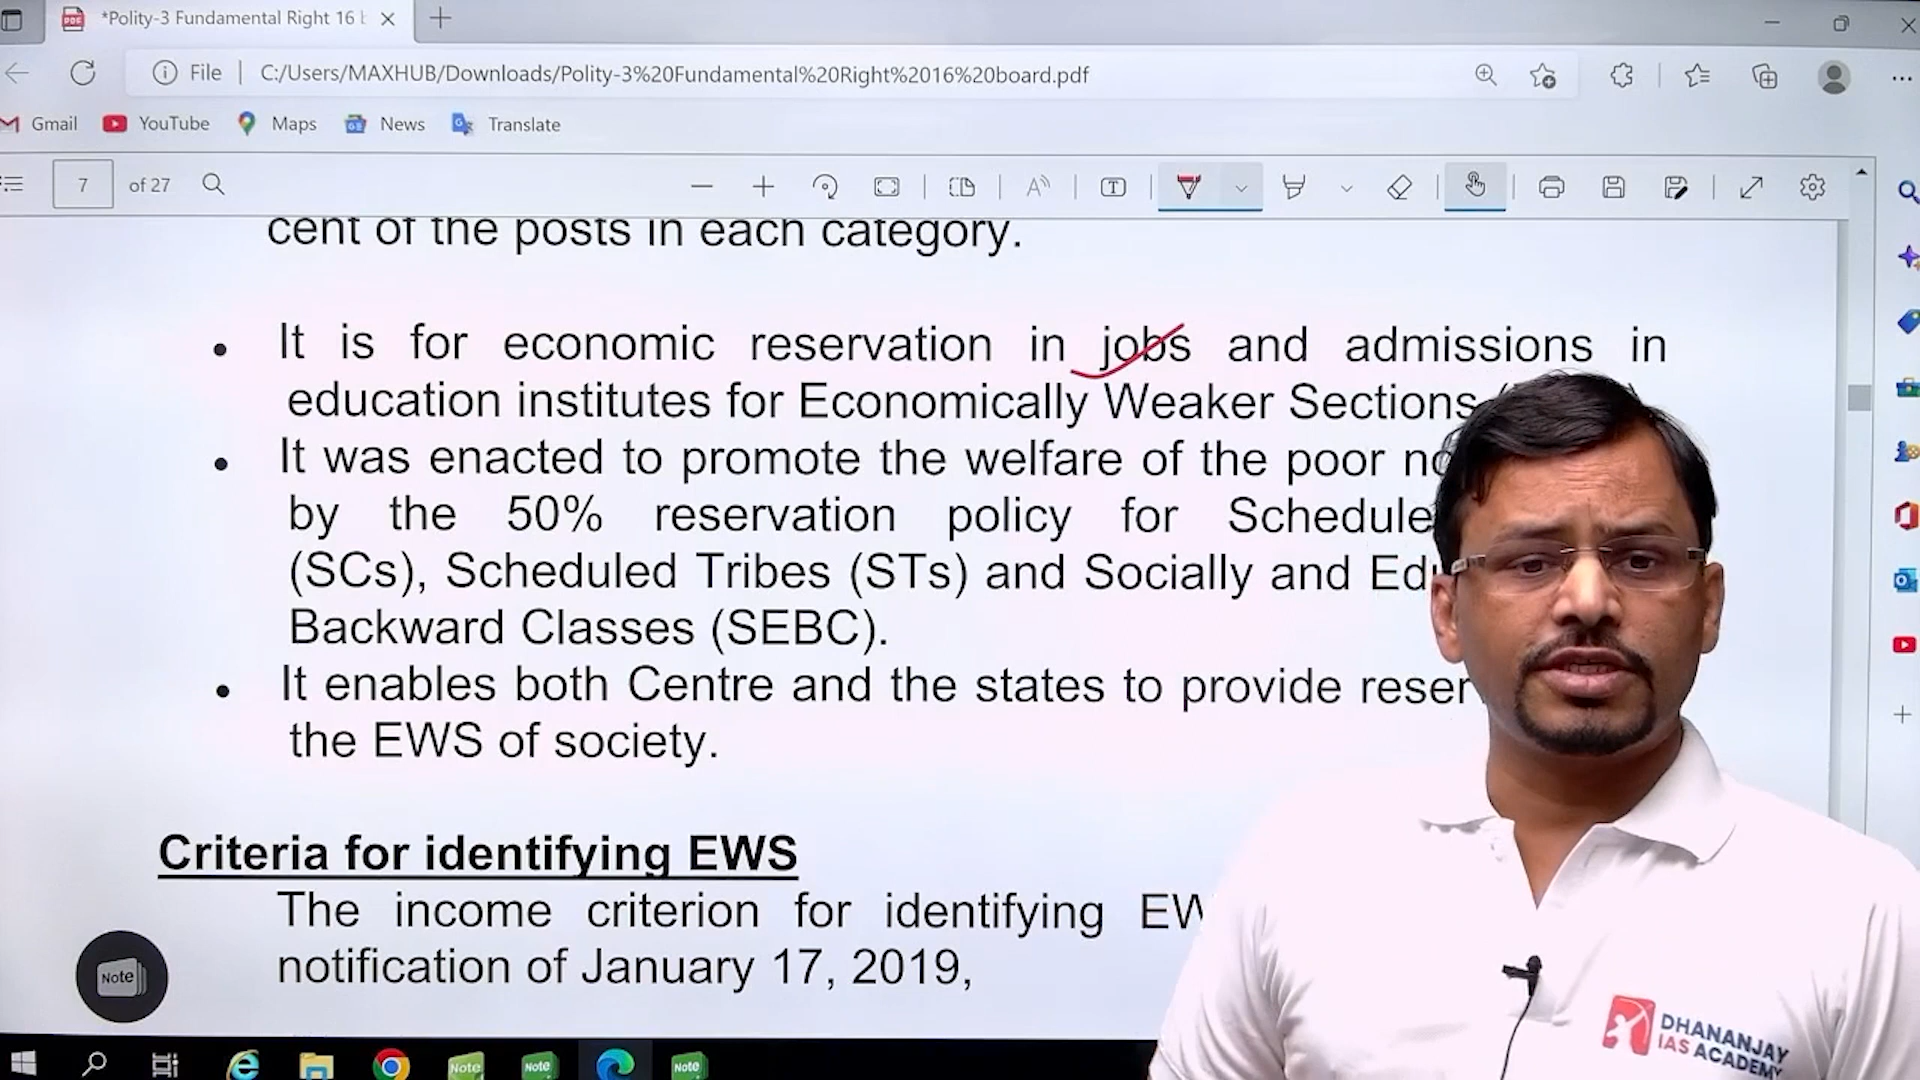 *Polity-3 Fundamental Right 16 b
File
C:/Users/MAXHUB/Downloads/Polity-3%20Fundamental%20Right%2016%20board.pdf
Gmail YouTube Maps News Translate
7 of 27
cent of the posts in each category.
• It is for economic reservation in jobs and admissions in
education institutes for Economically Weaker Sections
• It was enacted to promote the welfare of the poor
by the 50% reservation policy for
(SCs), Scheduled Tribes (STs) and Socially and
Backward Classes (SEBC).
• It enables both Centre and the states to provide
the EWS of society.
Criteria for identifying EWS
The income criterion for identifying
notification of January 17, 2019,
Note
Note Note Note
DHANANJAY
IAS ACADEMY